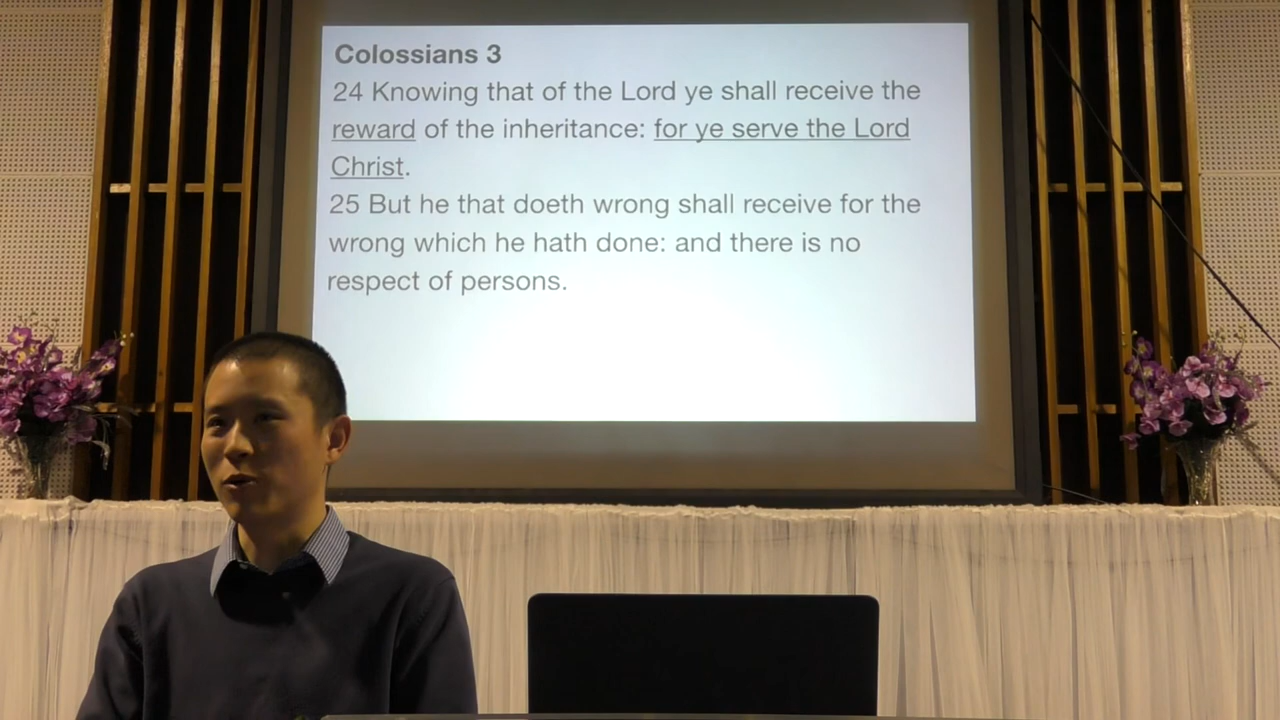 Colossians 3
24 Knowing that of the Lord ye shall receive the
reward of the inheritance: for ye serve the Lord
Christ.
25 But he that doeth wrong shall receive for the
wrong which he hath done: and there is no
respect of persons.